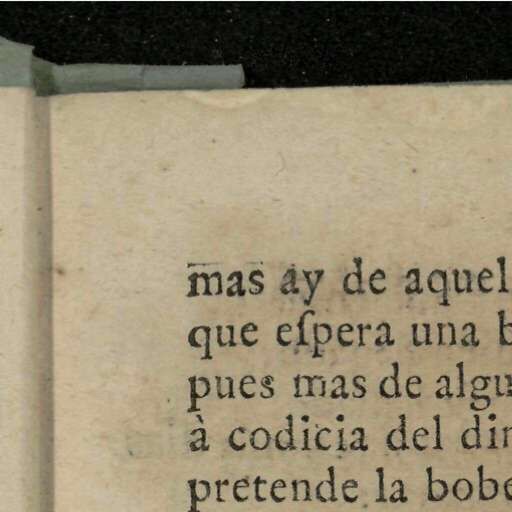 mas ay de aquel
que eſpera una b
pues mas de algu
à codicia del din
pretende la bobe